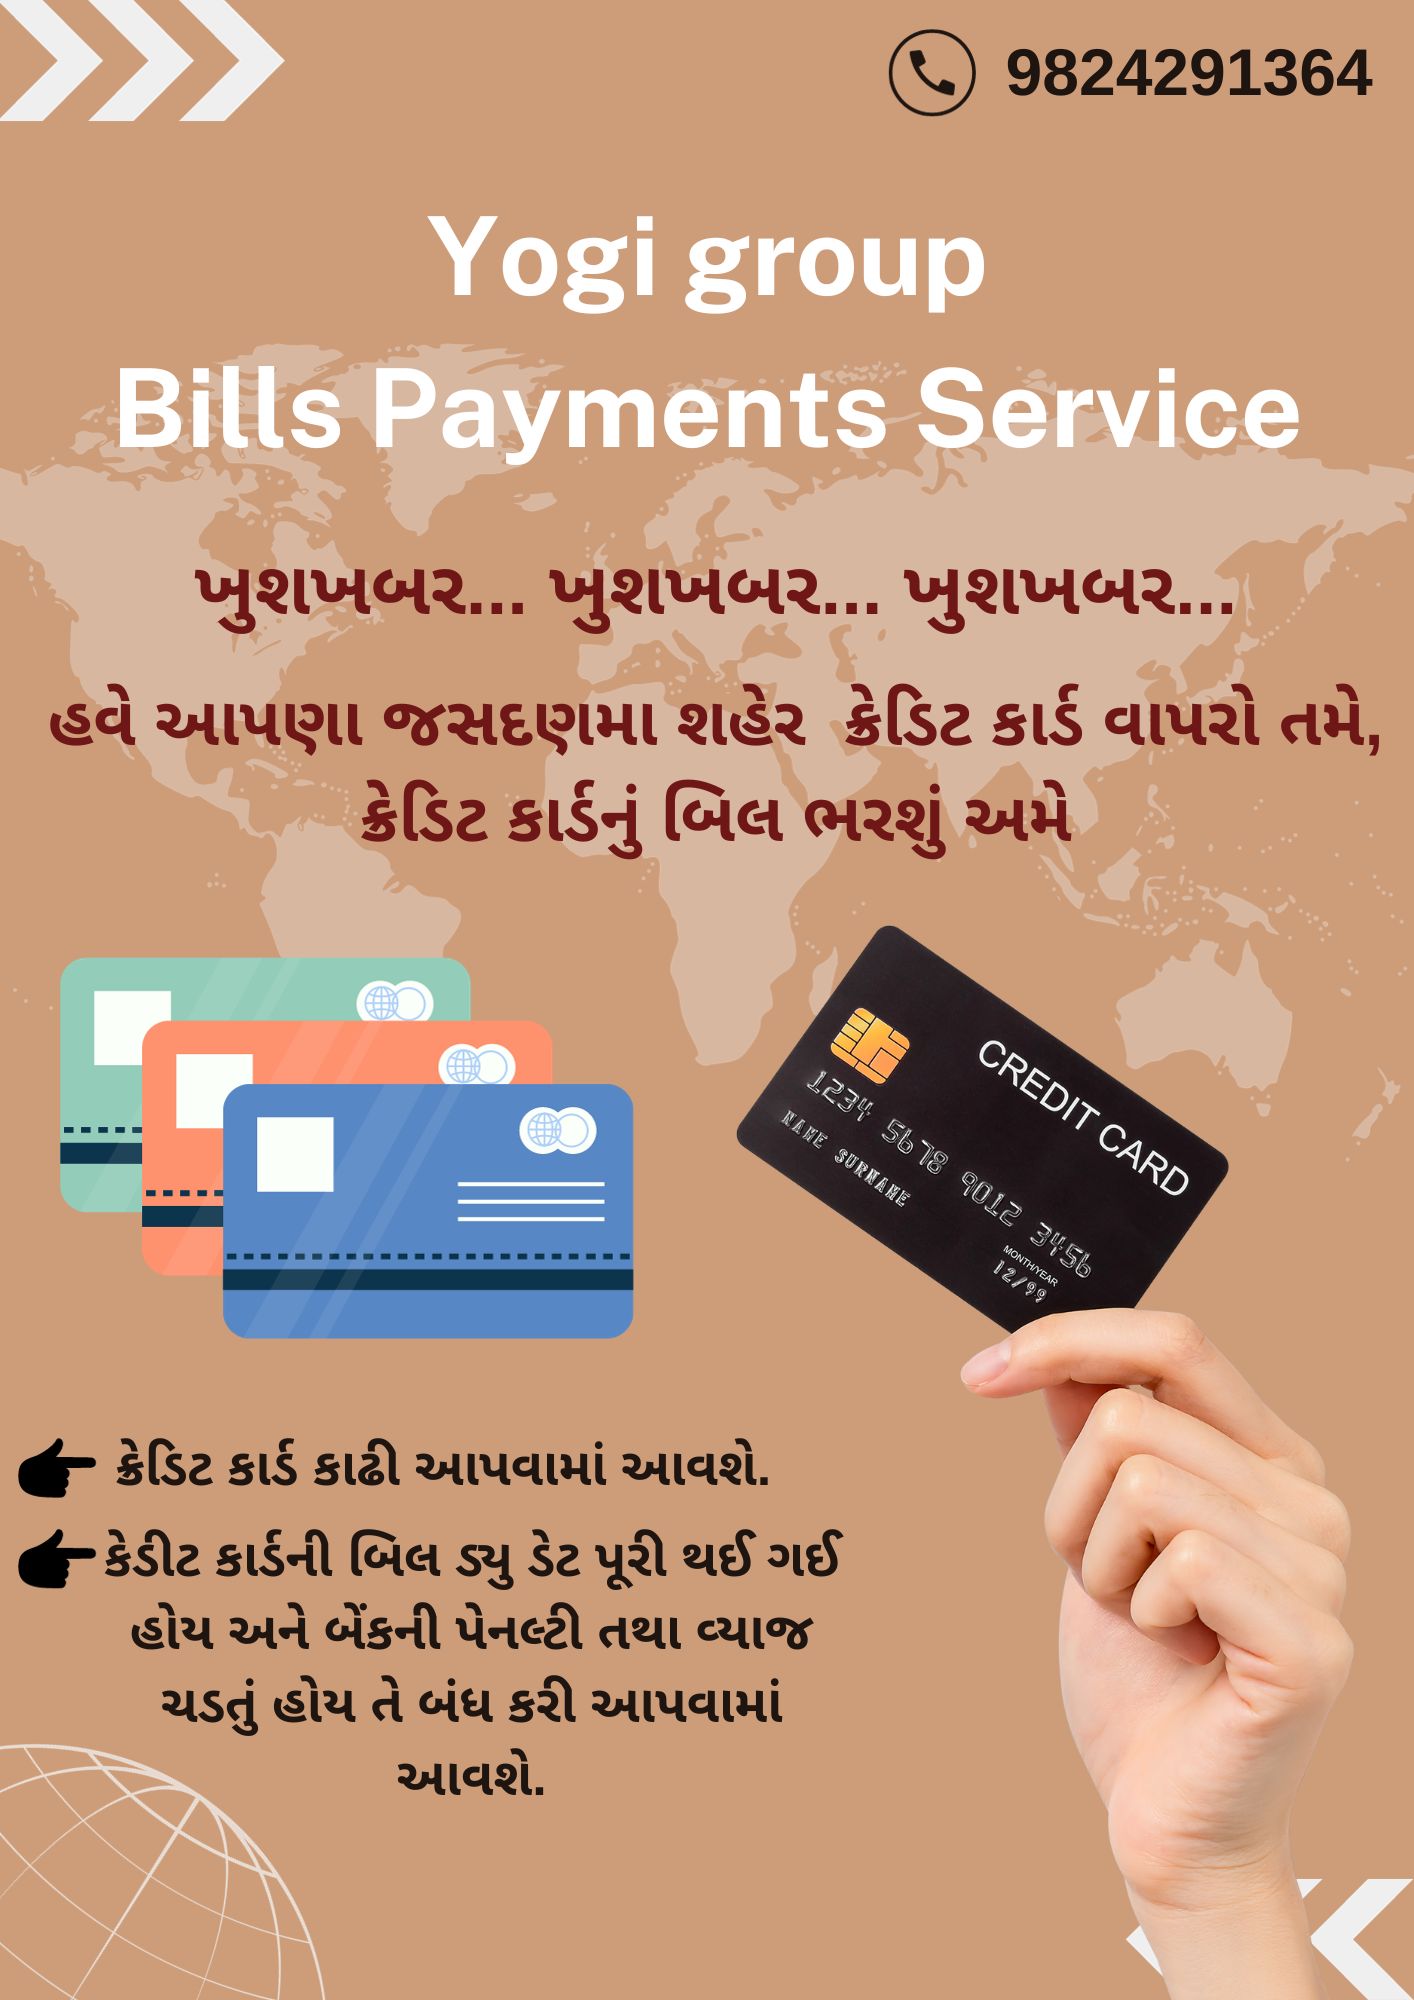 9824291364
Yogi group
Bills Payments Service
ખુશખબર... ખુશખબર... ખુશખબર...
હવે આપણા જસદણમા શહેર ક્રેડિટ કાર્ડ વાપરો તમે,
ક્રેડિટ કાર્ડનું બિલ ભરશું અમે
CREDIT CARD
1234 5678 9012 3456
NAME SURNAME
MONTH/YEAR
12/99
ક્રેડિટ કાર્ડ કાઢી આપવામાં આવશે.
કેડીટ કાર્ડની બિલ ડ્યુ ડેટ પૂરી થઈ ગઈ
હોય અને બેંકની પેનલ્ટી તથા વ્યાજ
ચડતું હોય તે બંધ કરી આપવામાં
આવશે.